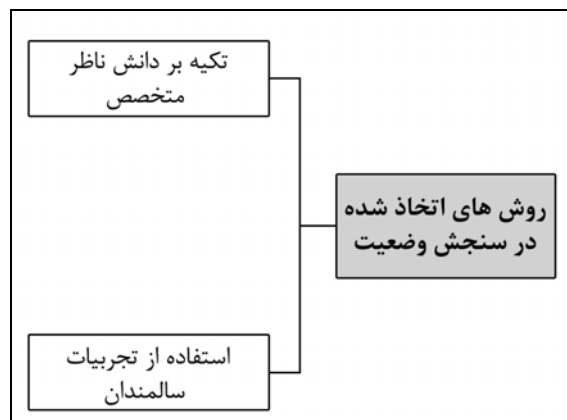 تکیه بر دانش ناظر
متخصص
روش های اتخاذ شده
در سنجش وضعیت
استفاده از تجربیات
سالمندان